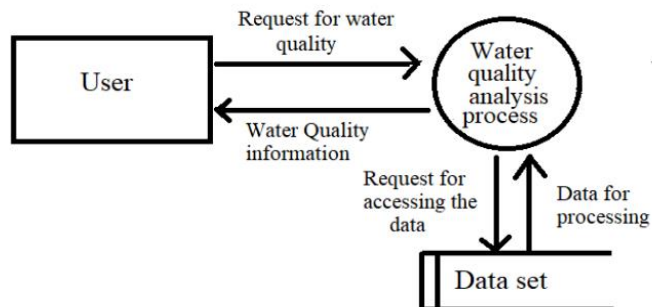 Request for water
quality
User
Water
quality
analysis
process
Water Quality
information
Request for
accessing the
data
Data for
processing
Data set